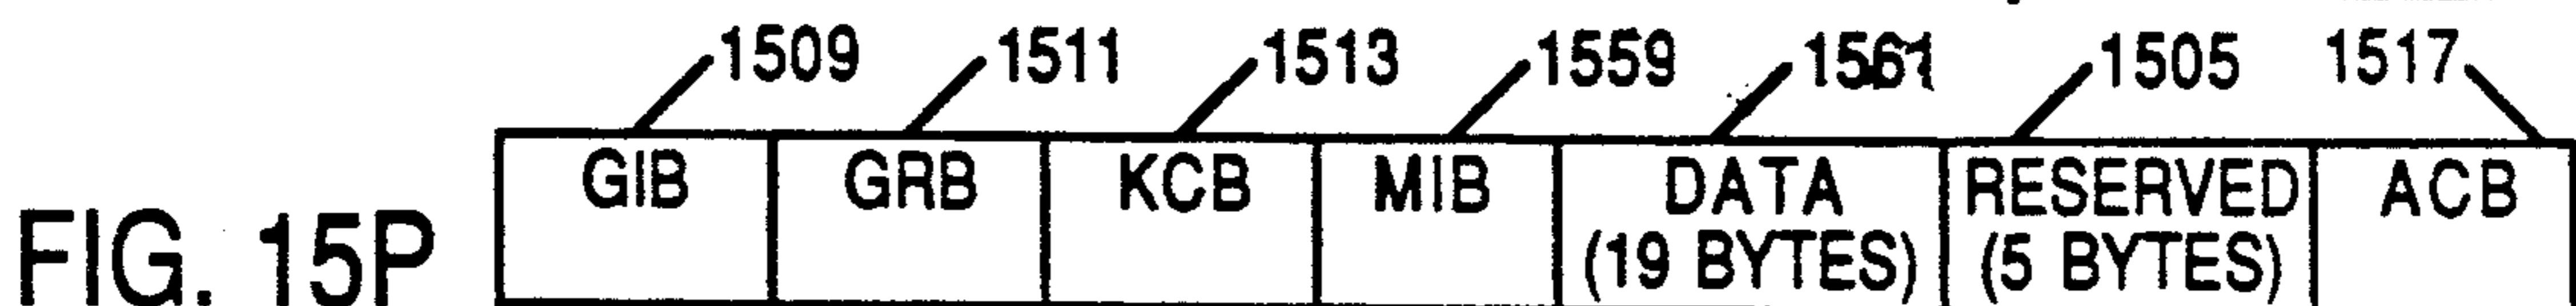 1509 1511 1513 1559 1561 1505 1517
GIB GRB KCB MIB DATA RESERVED ACB
FIG. 15P (19 BYTES) (5 BYTES)